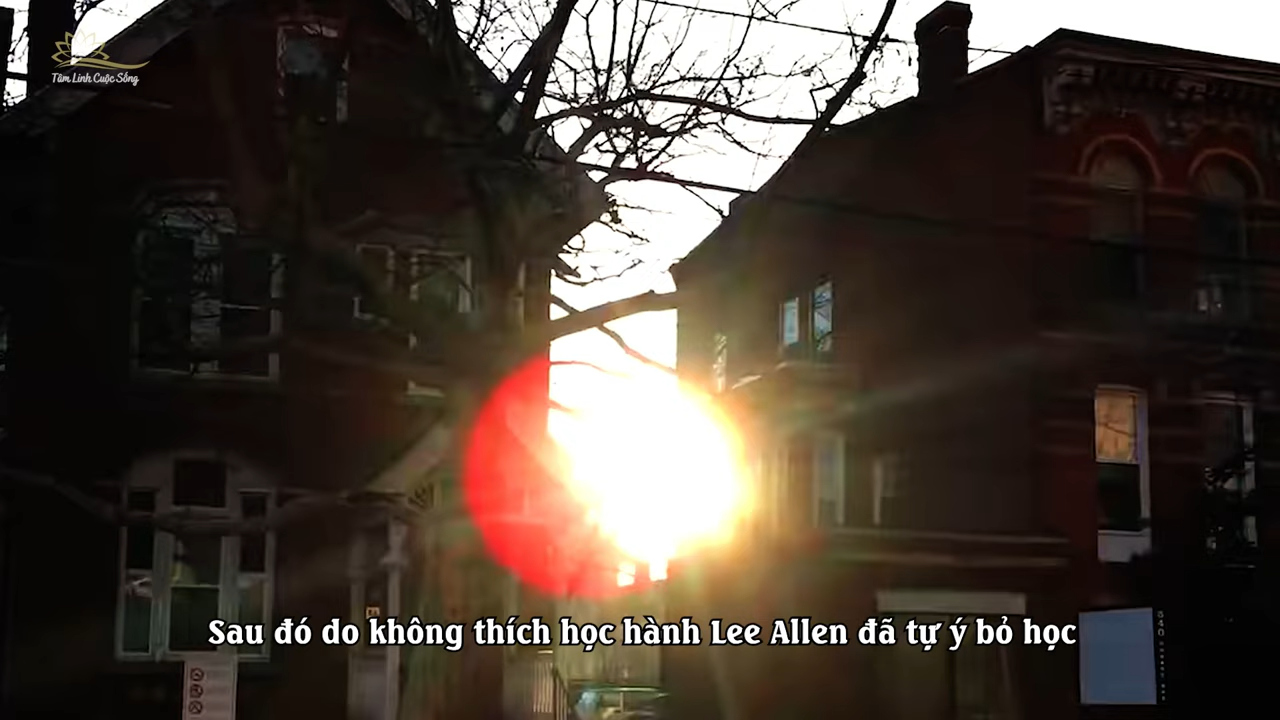 Tâm Linh Cuộc Sống
Sau đó do không thích học hành Lee Allen đã tự ý bỏ học